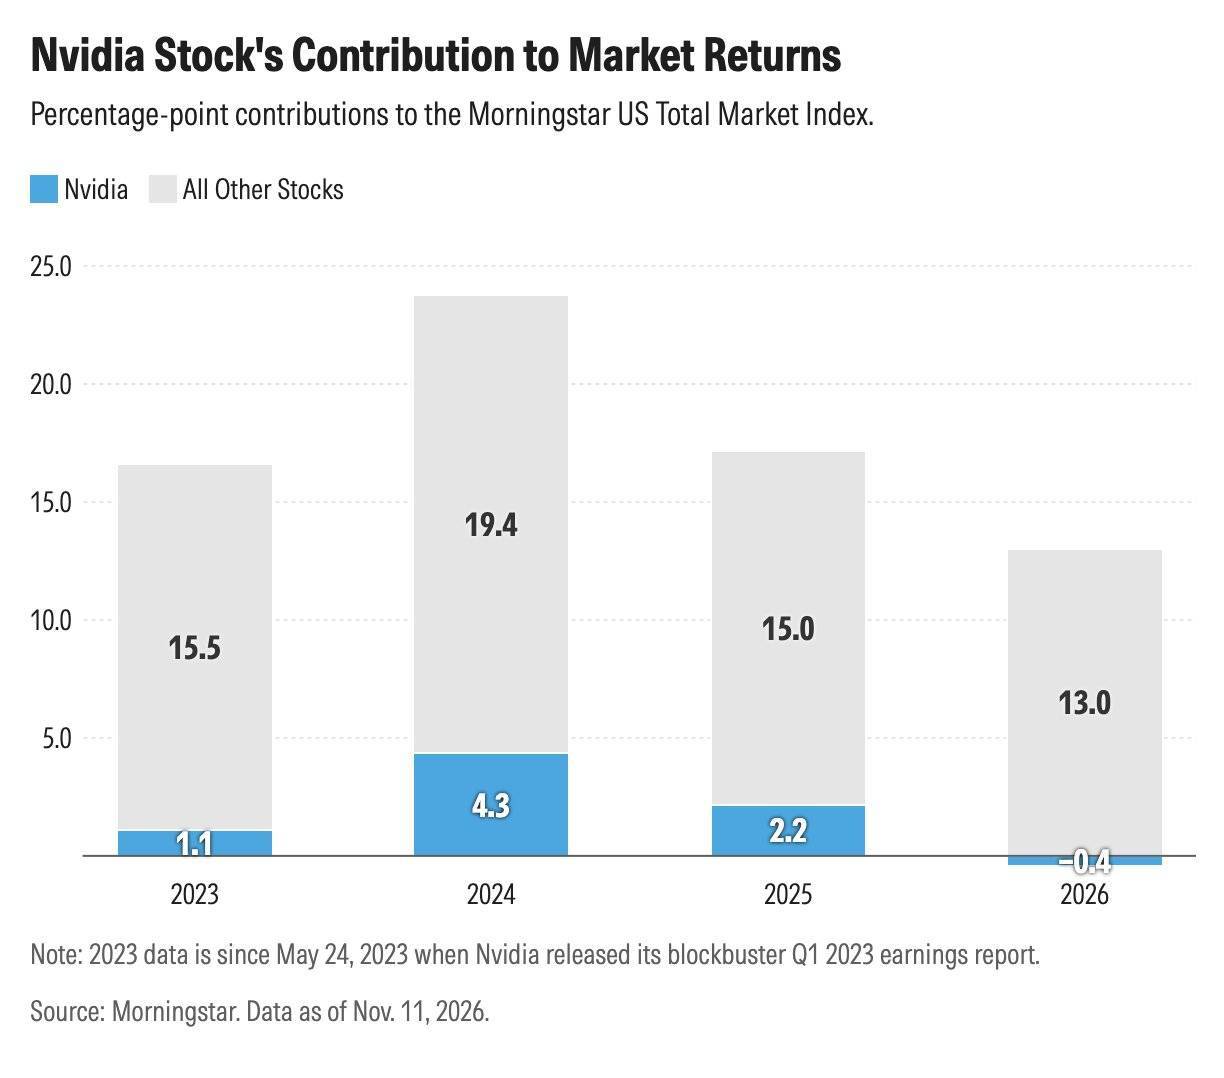 Nvidia Stock's Contribution to Market Returns
Percentage-point contributions to the Morningstar US Total Market Index.
Nvidia All Other Stocks
25.0
20.0
15.0
10.0
5.0
15.5
19.4
15.0
13.0
1.1
4.3
2.2
−0.4
2023 2024 2025 2026
Note: 2023 data is since May 24, 2023 when Nvidia released its blockbuster Q1 2023 earnings report.
Source: Morningstar. Data as of Nov. 11, 2026.